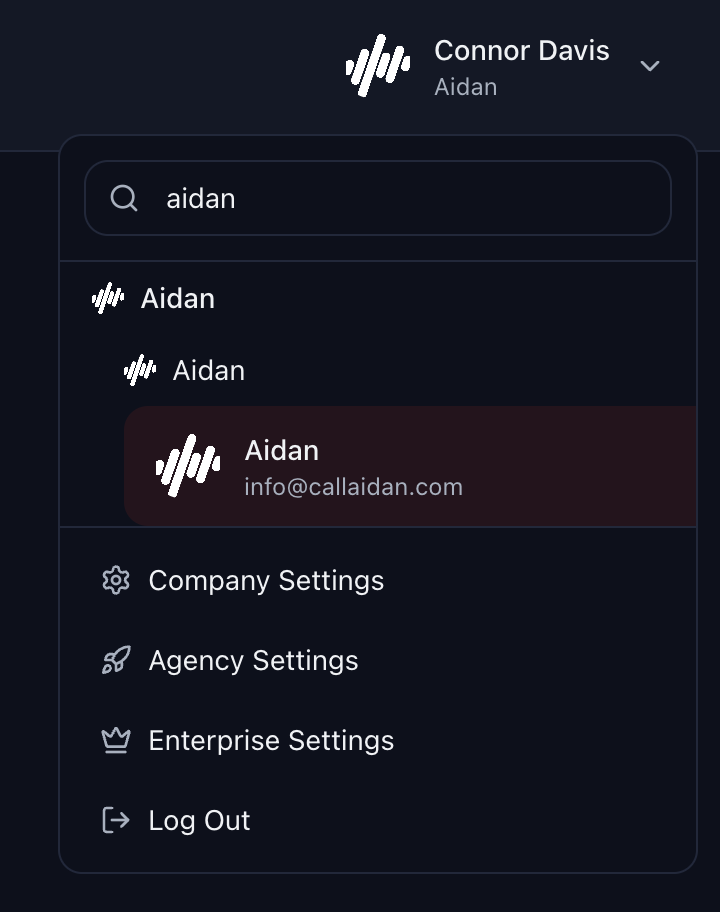 Connor Davis
Aidan
aidan
Aidan
Aidan
Aidan
info@callaidan.com
Company Settings
Agency Settings
Enterprise Settings
Log Out